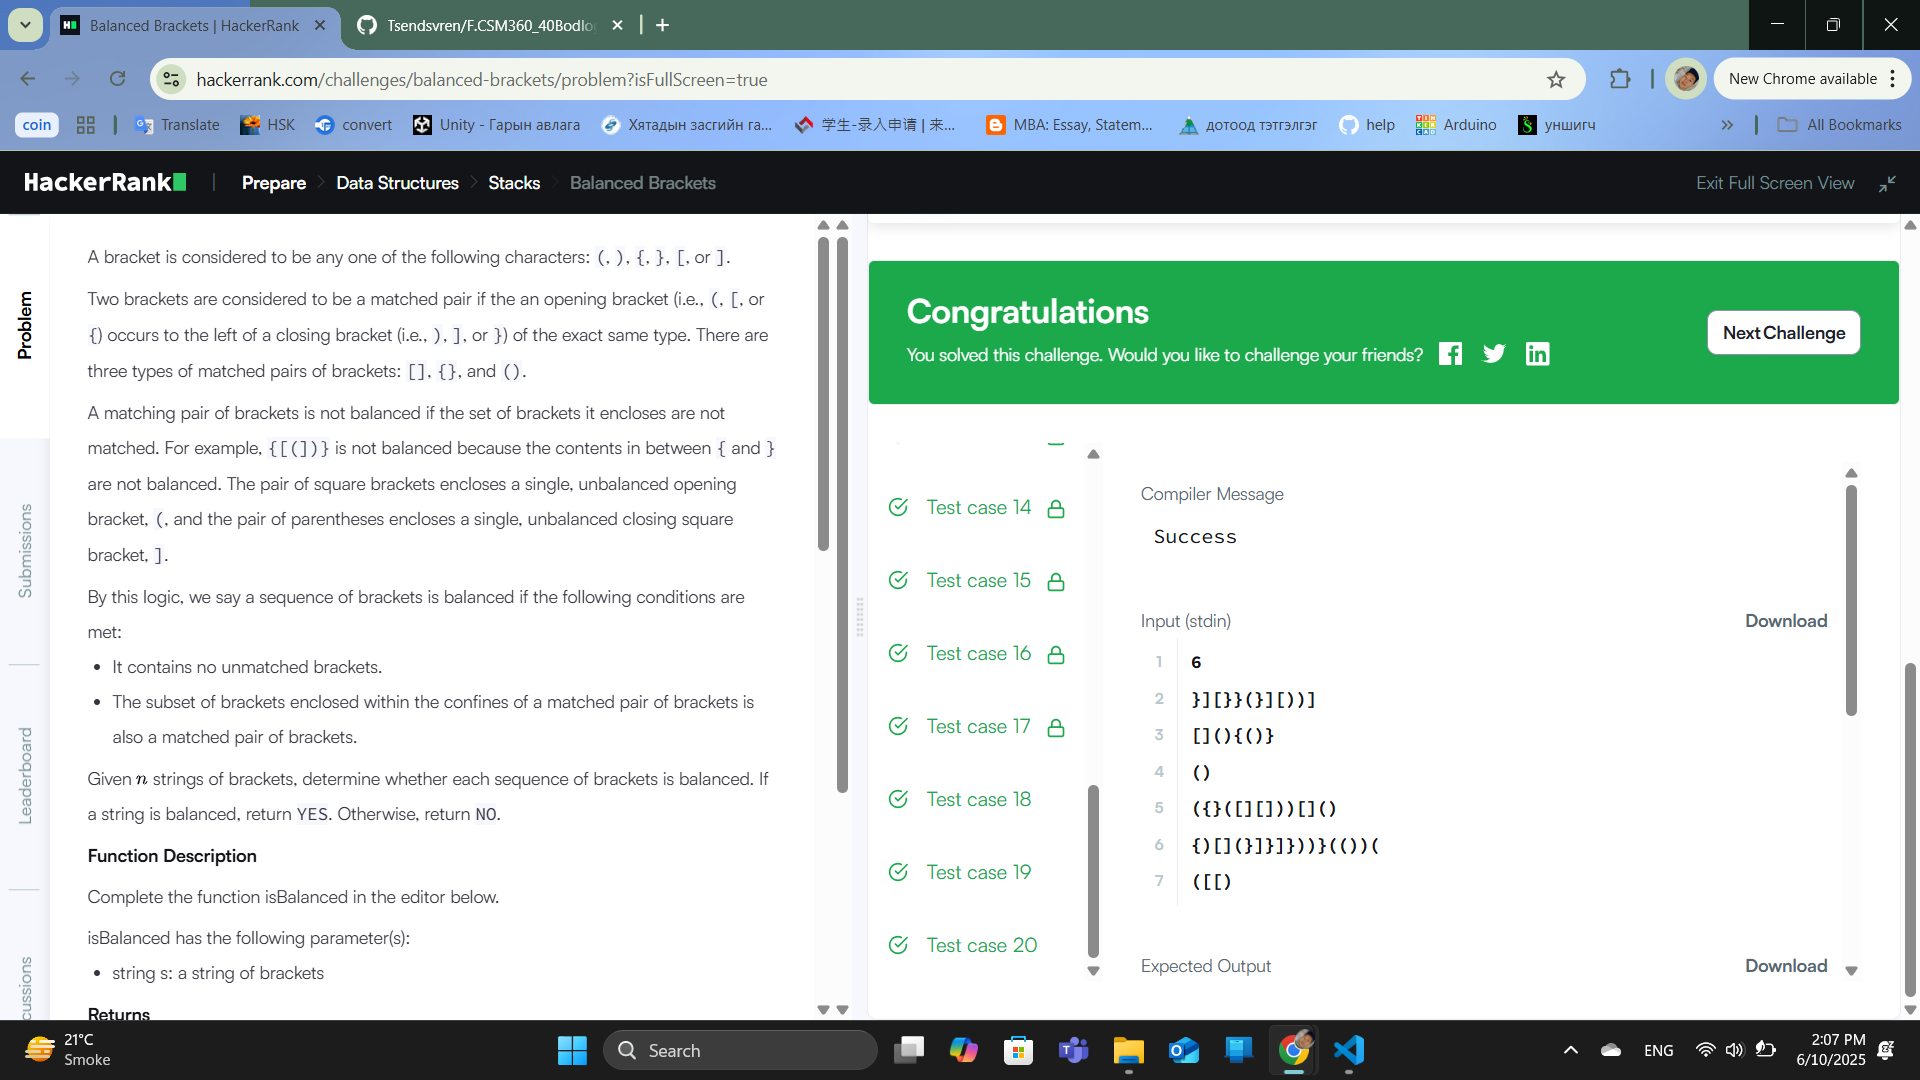 Balanced Brackets | HackerRank
Tsendsvren/F.CSM360_40Bodlo
hackerrank.com/challenges/balanced-brackets/problem?isFullScreen=true
New Chrome available
coin
Translate
HSK
convert
Unity - Гарын авлага
Хятадын засгийн га...
学生-录入申请 | 来...
MBA: Essay, Statem...
дотоод тэтгэлгэг
help
Arduino
уншигч
All Bookmarks
HackerRank
Prepare
Data Structures
Stacks
Balanced Brackets
Exit Full Screen View
Problem
Submissions
Leaderboard
cussions
A bracket is considered to be any one of the following characters: (, ), {, }, [, or ].
Two brackets are considered to be a matched pair if the an opening bracket (i.e., (, [, or
{) occurs to the left of a closing bracket (i.e., ), ], or }) of the exact same type. There are
three types of matched pairs of brackets: [], {}, and ().
A matching pair of brackets is not balanced if the set of brackets it encloses are not
matched. For example, {[(])} is not balanced because the contents in between { and }
are not balanced. The pair of square brackets encloses a single, unbalanced opening
bracket, (, and the pair of parentheses encloses a single, unbalanced closing square
bracket, ].
By this logic, we say a sequence of brackets is balanced if the following conditions are
met:
• It contains no unmatched brackets.
• The subset of brackets enclosed within the confines of a matched pair of brackets is
also a matched pair of brackets.
Given n strings of brackets, determine whether each sequence of brackets is balanced. If
a string is balanced, return YES. Otherwise, return NO.
Function Description
Complete the function isBalanced in the editor below.
isBalanced has the following parameter(s):
• string s: a string of brackets
Returns
Congratulations
You solved this challenge. Would you like to challenge your friends?
Next Challenge
Test case 14
Test case 15
Test case 16
Test case 17
Test case 18
Test case 19
Test case 20
Compiler Message
Success
Input (stdin)
Download
1 6
2 }][}}(}][))]
3 [](){()}
4 ()
5 ({}([][]))[]()
6 {)[](}]}]}))}(())(
7 ([[)
Expected Output
Download
21°C
Smoke
Search
ENG
2:07 PM
6/10/2025